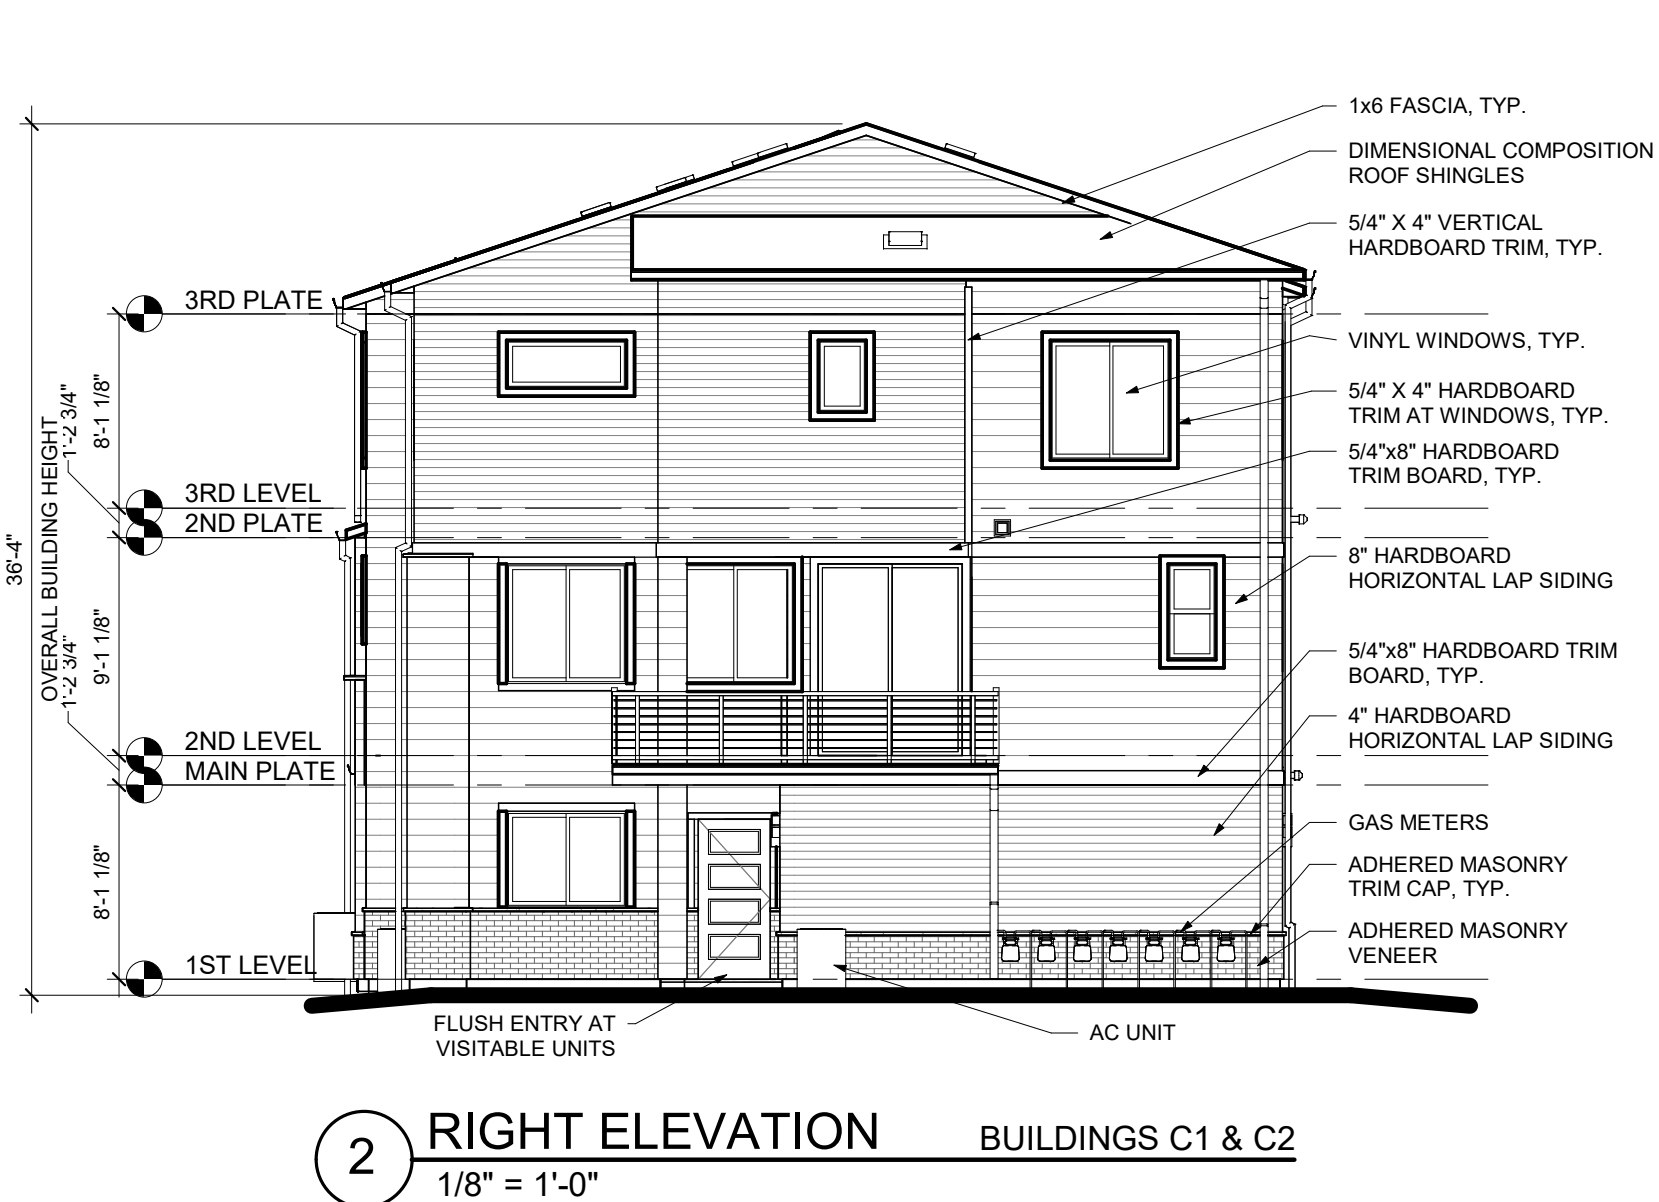 1x6 FASCIA, TYP.
DIMENSIONAL COMPOSITION
ROOF SHINGLES
5/4" X 4" VERTICAL
HARDBOARD TRIM, TYP.
VINYL WINDOWS, TYP.
5/4" X 4" HARDBOARD
TRIM AT WINDOWS, TYP.
5/4"x8" HARDBOARD
TRIM BOARD, TYP.
8" HARDBOARD
HORIZONTAL LAP SIDING
5/4"x8" HARDBOARD TRIM
BOARD, TYP.
4" HARDBOARD
HORIZONTAL LAP SIDING
GAS METERS
ADHERED MASONRY
TRIM CAP, TYP.
ADHERED MASONRY
VENEER
3RD PLATE
3RD LEVEL
2ND PLATE
2ND LEVEL
MAIN PLATE
1ST LEVEL
36'-4"
OVERALL BUILDING HEIGHT
1'-2 3/4"
8'-1 1/8"
1'-2 3/4"
9'-1 1/8"
8'-1 1/8"
FLUSH ENTRY AT
VISITABLE UNITS
AC UNIT
2
RIGHT ELEVATION
BUILDINGS C1 & C2
1/8" = 1'-0"